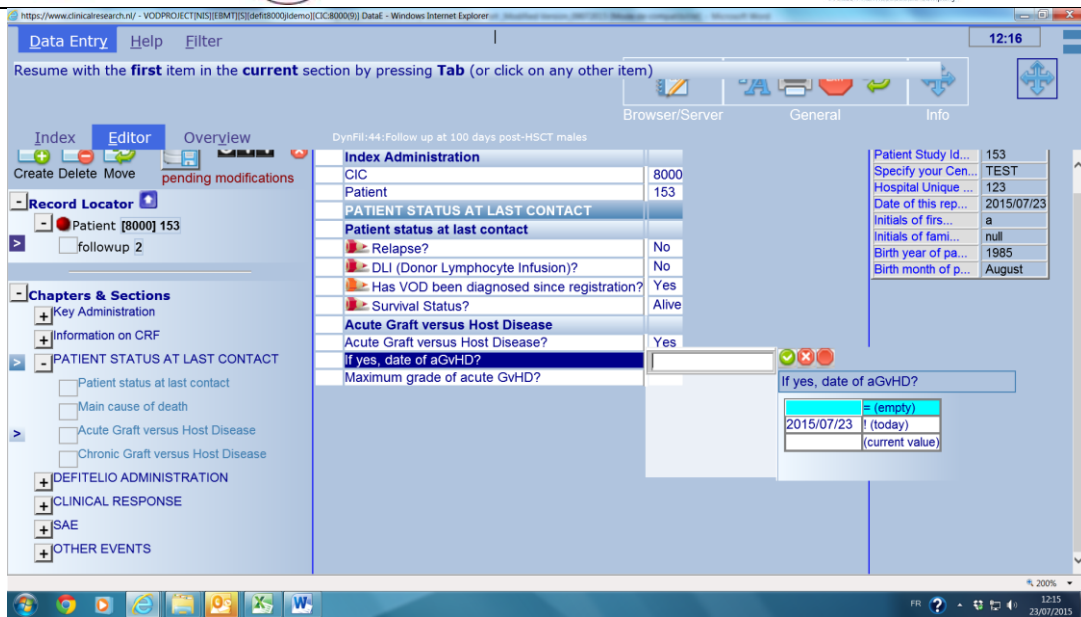 https://www.clinicalresearch.nl/ - VODPROJECT[NIS][EBMT][S][defit8000jldemo][CIC:8000(9)] DataE - Windows Internet Explorer
Data Entry Help Filter
12:16
Resume with the first item in the current section by pressing Tab (or click on any other item)
Browser/Server General Info
Index Editor Overview
DynFil:44:Follow up at 100 days post-HSCT males
Create Delete Move
pending modifications
Record Locator
Patient [8000] 153
followup 2
Chapters & Sections
Key Administration
Information on CRF
PATIENT STATUS AT LAST CONTACT
Patient status at last contact
Main cause of death
Acute Graft versus Host Disease
Chronic Graft versus Host Disease
DEFITELIO ADMINISTRATION
CLINICAL RESPONSE
SAE
OTHER EVENTS
Index Administration
CIC 8000
Patient 153
PATIENT STATUS AT LAST CONTACT
Patient status at last contact
Relapse? No
DLI (Donor Lymphocyte Infusion)? No
Has VOD been diagnosed since registration? Yes
Survival Status? Alive
Acute Graft versus Host Disease
Acute Graft versus Host Disease? Yes
If yes, date of aGvHD?
Maximum grade of acute GvHD?
If yes, date of aGvHD?
= (empty)
2015/07/23 ! (today)
(current value)
Patient Study Id... 153
Specify your Cen... TEST
Hospital Unique ... 123
Date of this rep... 2015/07/23
Initials of firs... a
Initials of fami... null
Birth year of pa... 1985
Birth month of p... August
200%
FR
12:15
23/07/2015